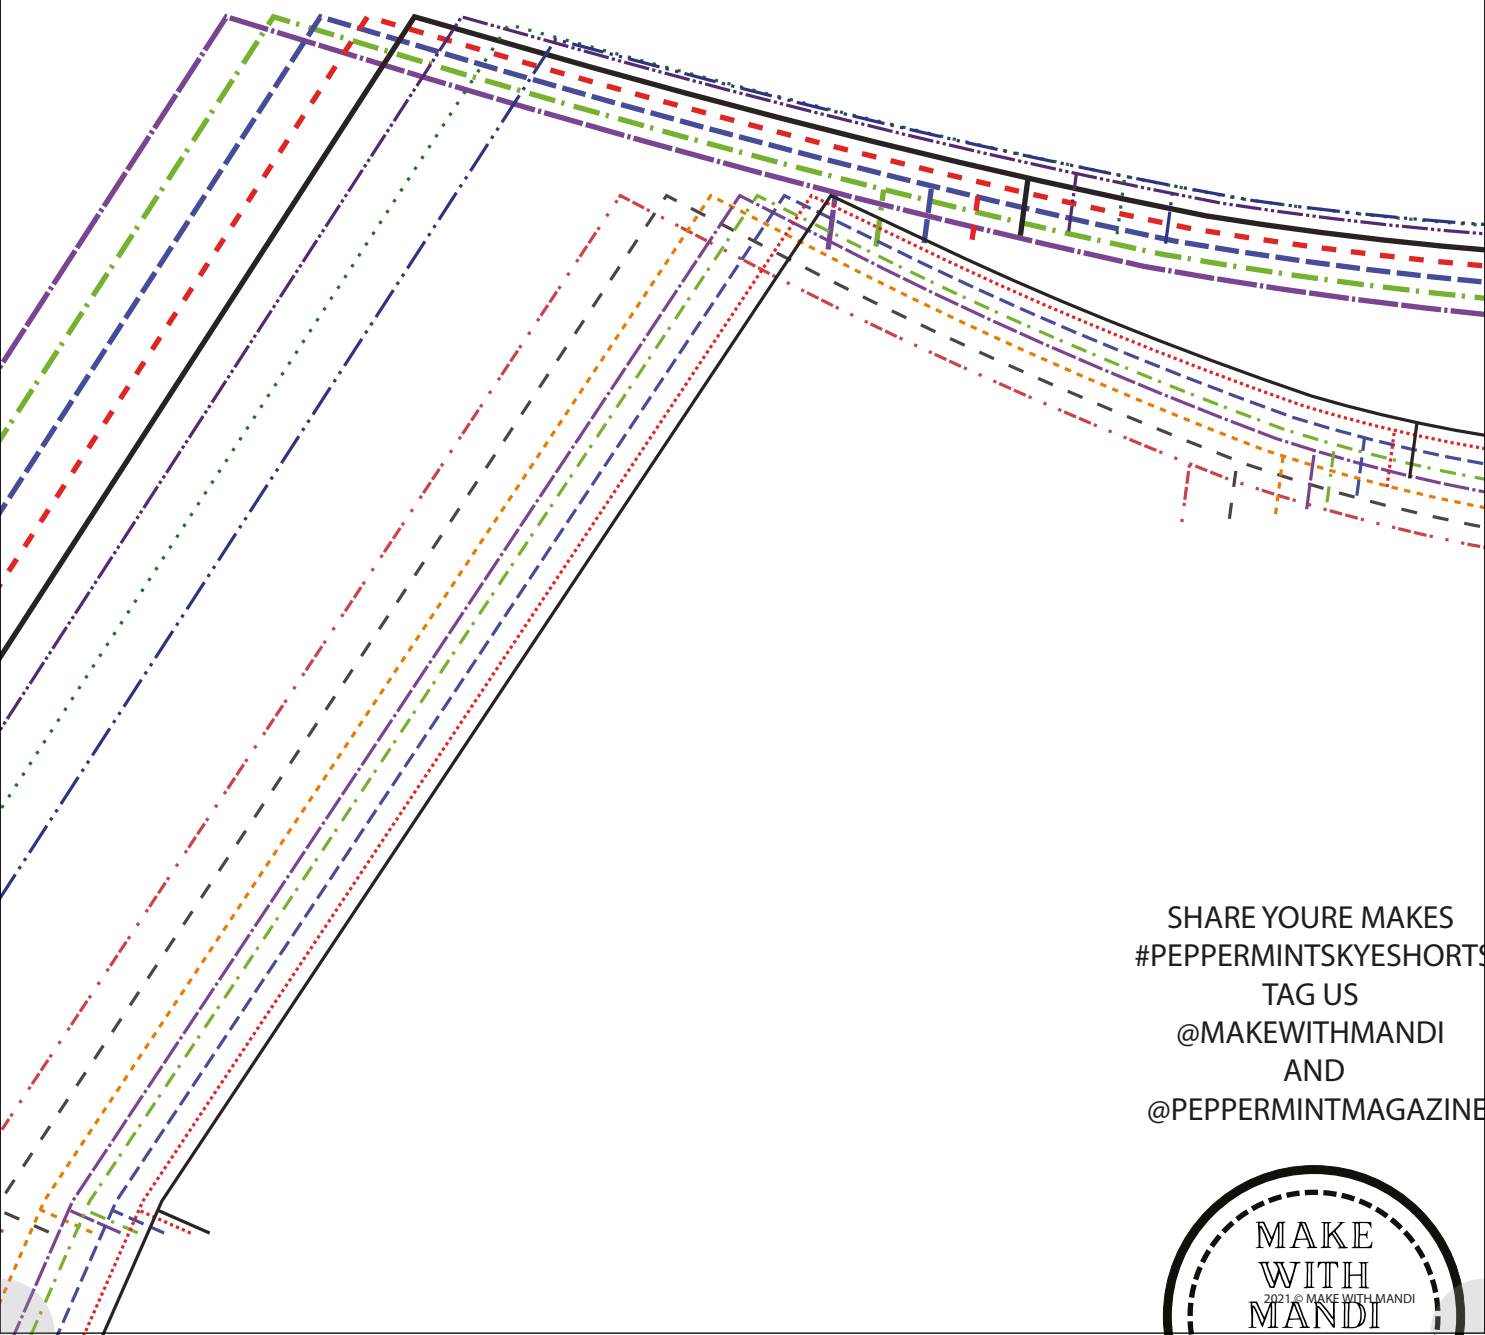 SHARE YOURE MAKES
#PEPPERMINTSKYESHORTS
TAG US
@MAKEWITHMANDI
AND
@PEPPERMINTMAGAZINE
MAKE
WITH
2021 © MAKE WITH MANDI
MANDI